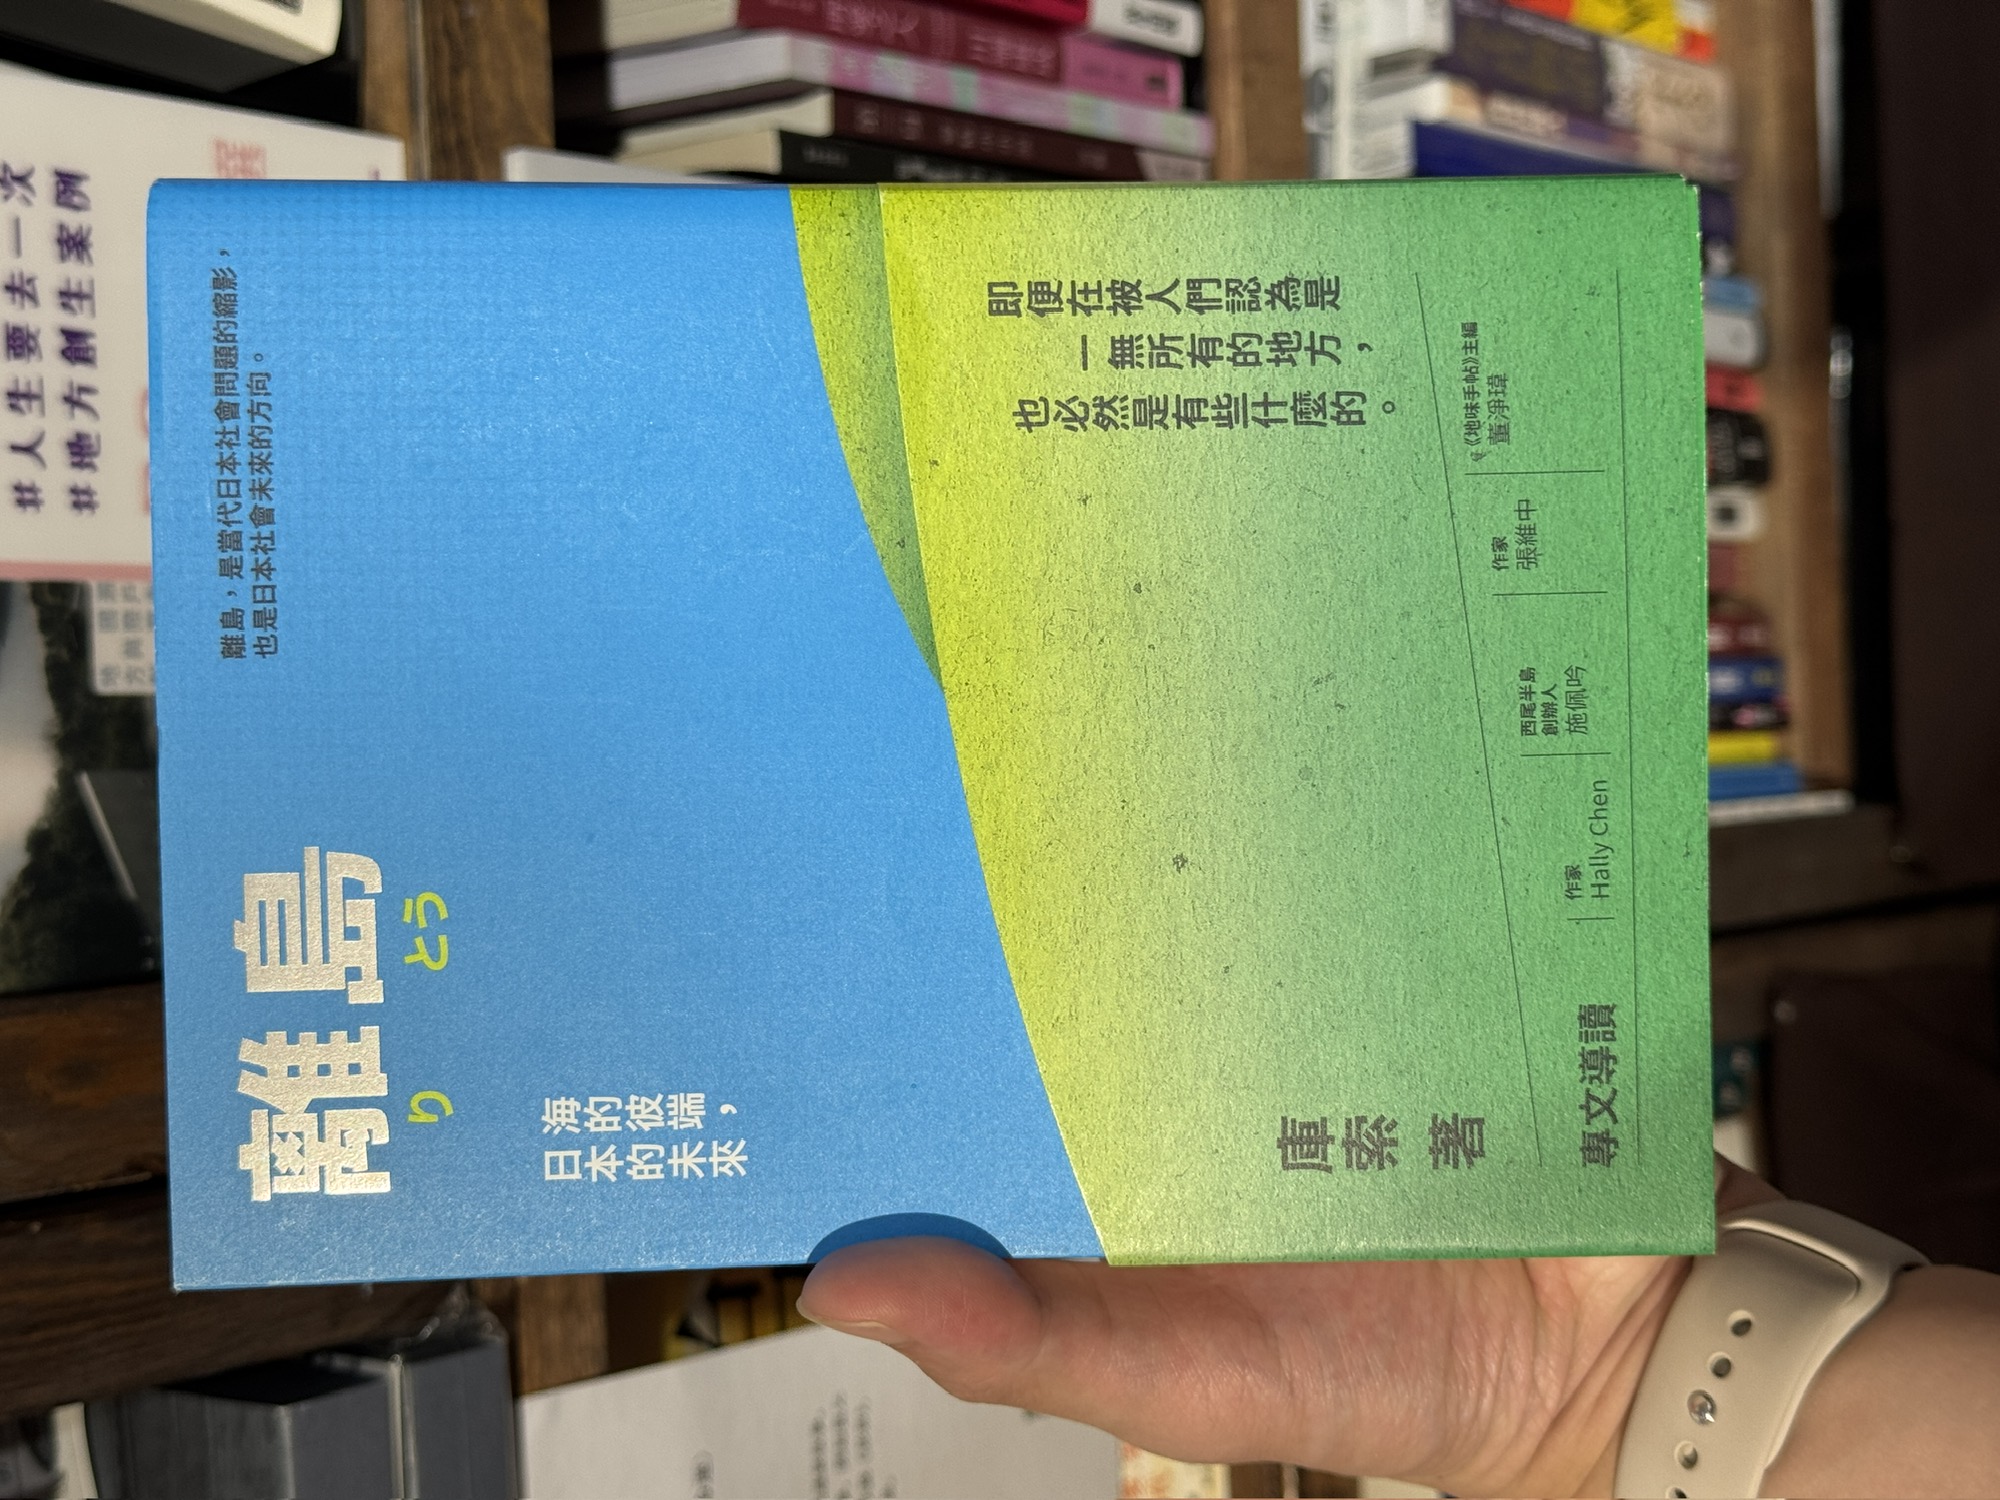 離島
り とう
離島，是當代日本社會問題的縮影，
也是日本社會未來的方向。
海的彼端，
日本的未來
即便在被人們認為是
一無所有的地方，
也必然是有些什麼的。
庫索 著
專文導讀
作家
Hally Chen
西尾半島
創辦人
施佩吟
作家
張維中
《地味手帖》主編
董淨瑋
#人生要去一次
#地方創生案例